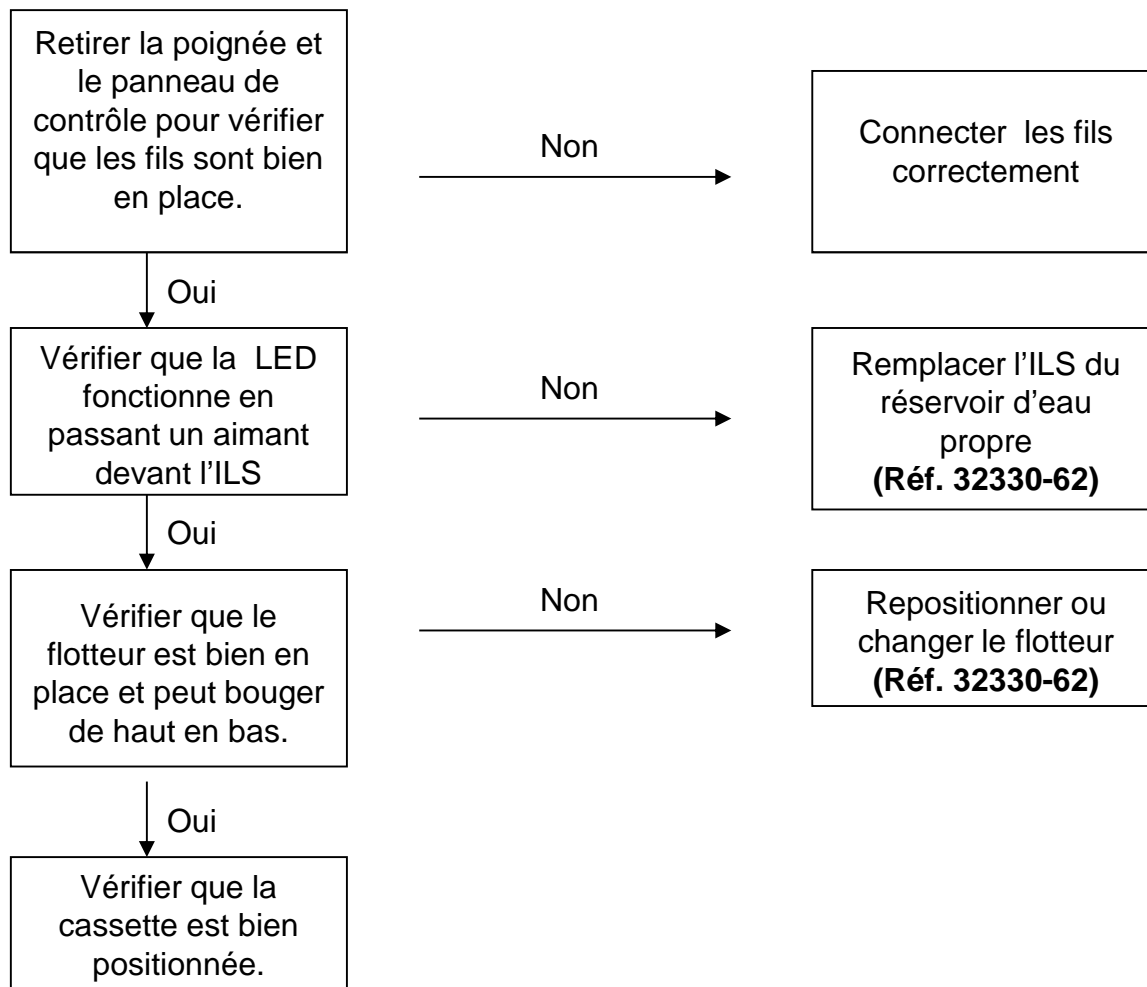 Retirer la poignée et
le panneau de
contrôle pour vérifier
que les fils sont bien
en place.
Non
Connecter les fils
correctement
Oui
Vérifier que la LED
fonctionne en
passant un aimant
devant l'ILS
Non
Remplacer l'ILS du
réservoir d'eau
propre
(Réf. 32330-62)
Oui
Vérifier que le
flotteur est bien en
place et peut bouger
de haut en bas.
Non
Repositionner ou
changer le flotteur
(Réf. 32330-62)
Oui
Vérifier que la
cassette est bien
positionnée.